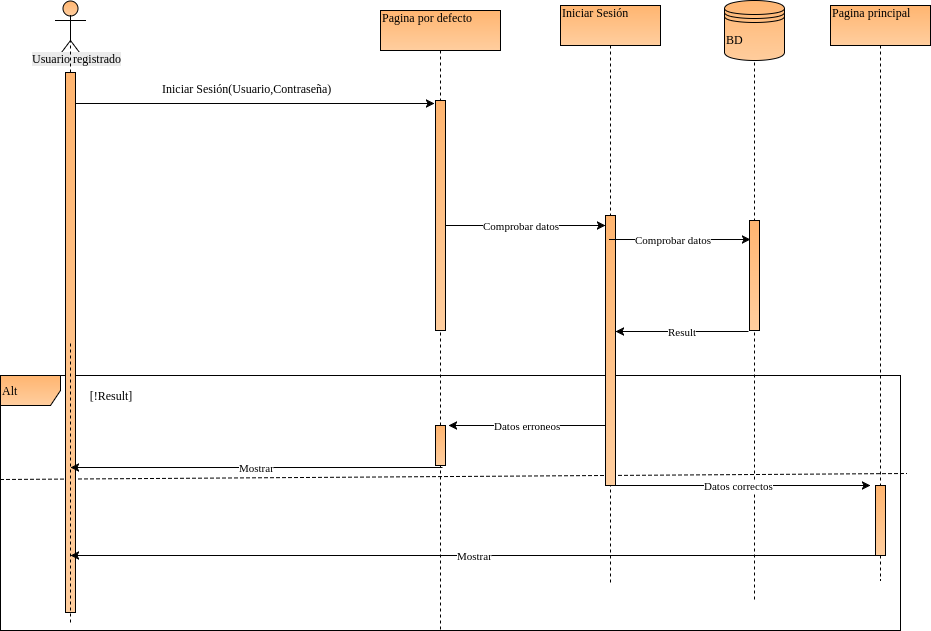 Pagina por defecto
Iniciar Sesión
BD
Pagina principal
Usuario registrado
Iniciar Sesión(Usuario,Contraseña)
Comprobar datos
Comprobar datos
Result
Alt
[!Result]
Datos erroneos
Mostrar
Datos correctos
Mostrar